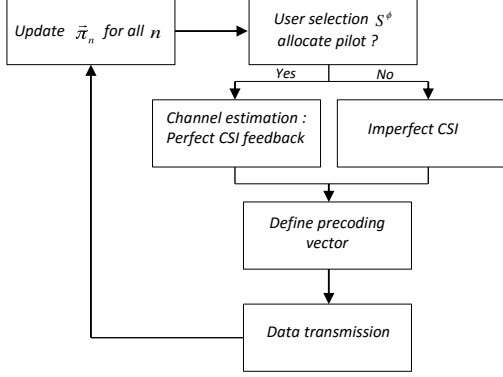 Update π⃗ₙ for all n
User selection S^ϕ
allocate pilot ?
Yes
No
Channel estimation :
Perfect CSI feedback
Imperfect CSI
Define precoding
vector
Data transmission